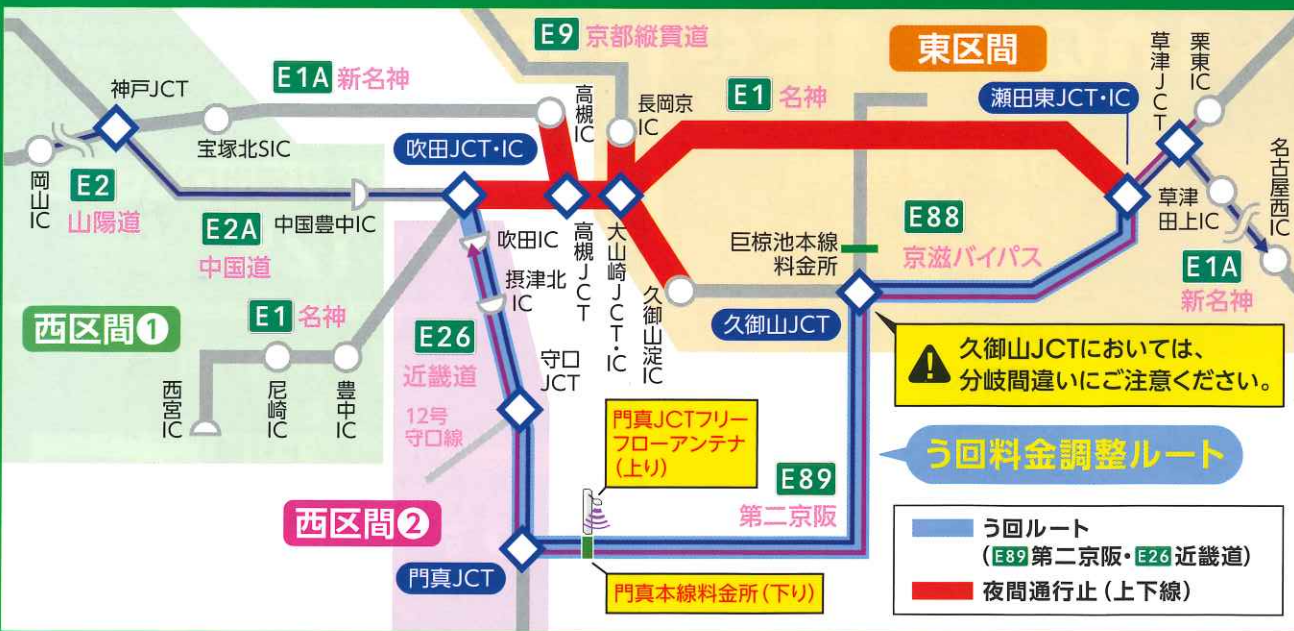 E9 京都縦貫道
東区間
神戸JCT
E1A 新名神
高槻IC
長岡京
IC
E1 名神
瀬田東JCT・IC
草津JCT
栗東IC
岡山IC
E2
山陽道
宝塚北SIC
吹田JCT・IC
名古屋西IC
E2A
中国道
中国豊中IC
吹田IC
摂津北
IC
高槻JCT
大山崎JCT・IC
久御山淀IC
巨椋池本線
料金所
E88
京滋バイパス
草津
田上IC
E1A
新名神
西区間❶
E1 名神
西宮IC
尼崎IC
豊中IC
E26
近畿道
守口
JCT
12号
守口線
久御山JCT
久御山JCTにおいては、
分岐間違いにご注意ください。
門真JCTフリー
フローアンテナ
(上り)
う回料金調整ルート
西区間❷
E89
第二京阪
門真JCT
門真本線料金所(下り)
う回ルート
(E89第二京阪・E26近畿道)
夜間通行止(上下線)